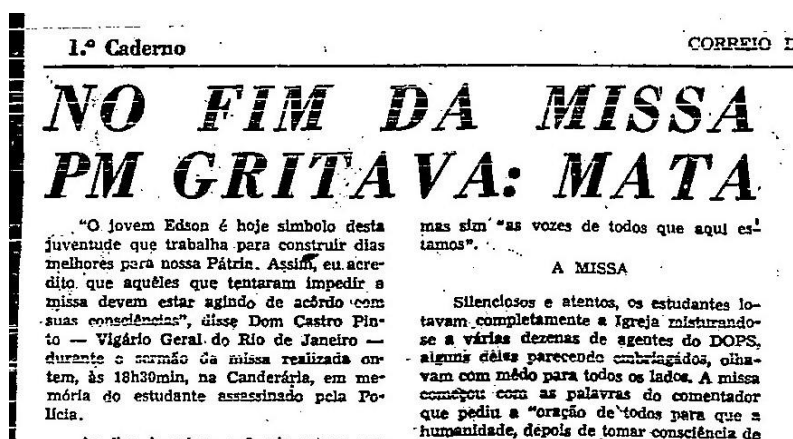 1.º Caderno
CORREIO D
NO FIM DA MISSA
PM GRITAVA: MATA
"O jovem Edson é hoje simbolo desta
juventude que trabalha para construir dias
melhores para nossa Pátria. Assim, eu acre-
dito que aquêles que tentaram impedir a
missa devem estar agindo de acôrdo com
suas consciências", disse Dom Castro Pin-
to — Vigário Geral do Rio de Janeiro —
durante o sermão da missa realizada on-
tem, às 18h30min, na Canderária, em me-
mória do estudante assassinado pela Po-
lícia.
mas sim "as vozes de todos que aqui es-
tamos".
A MISSA
Silenciosos e atentos, os estudantes lo-
tavam completamente a Igreja misturando-
se a várias dezenas de agentes do DOPS,
alguns dêles parecendo embriagados, olha-
vam com mêdo para todos os lados. A missa
começou com as palavras do comentador
que pediu a "oração de todos para que a
humanidade, depois de tomar consciência de